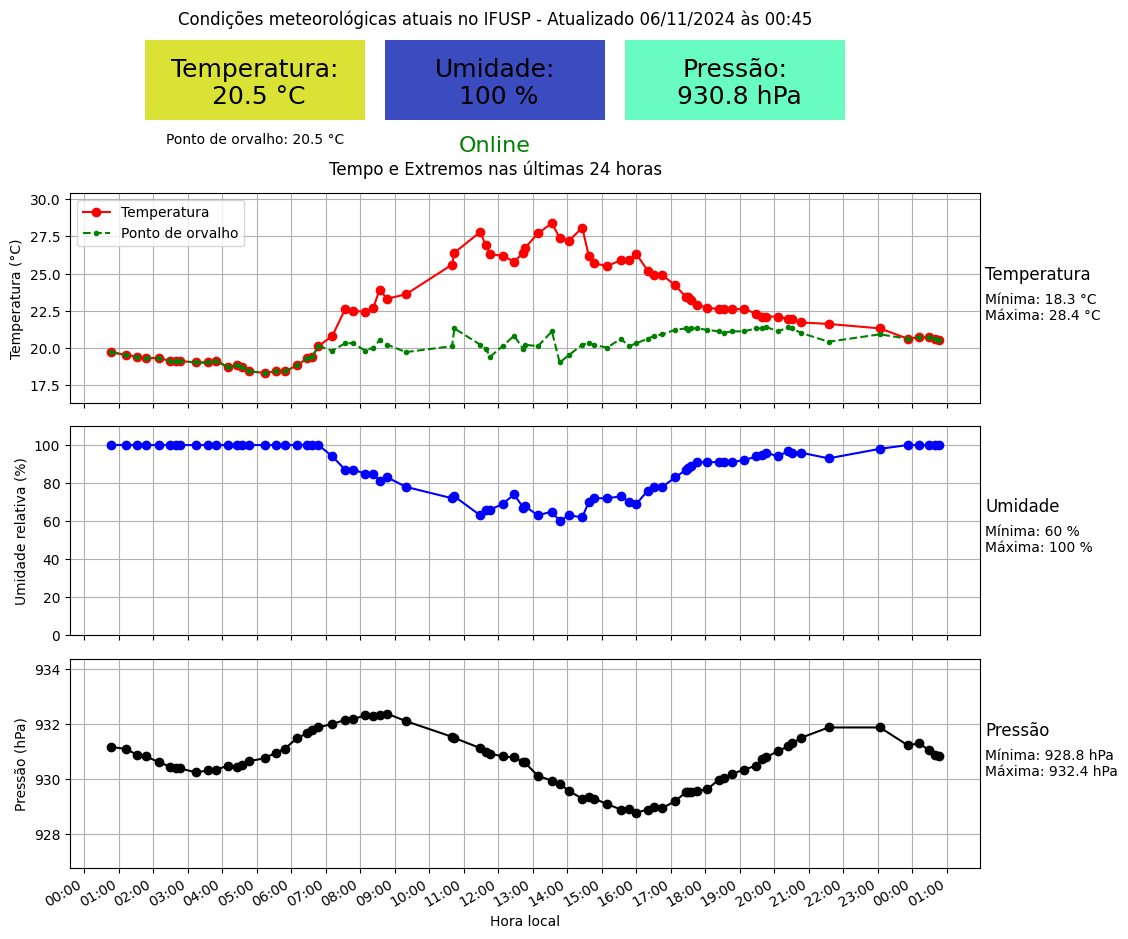 Condições meteorológicas atuais no IFUSP - Atualizado 06/11/2024 às 00:45
Temperatura:
20.5 °C
Umidade:
100 %
Pressão:
930.8 hPa
Ponto de orvalho: 20.5 °C
Online
Tempo e Extremos nas últimas 24 horas
Temperatura (°C)
30.0
27.5
25.0
22.5
20.0
17.5
Temperatura
Ponto de orvalho
Temperatura
Mínima: 18.3 °C
Máxima: 28.4 °C
Umidade relativa (%)
100
80
60
40
20
0
Umidade
Mínima: 60 %
Máxima: 100 %
Pressão (hPa)
934
932
930
928
Pressão
Mínima: 928.8 hPa
Máxima: 932.4 hPa
00:00
01:00
02:00
03:00
04:00
05:00
06:00
07:00
08:00
09:00
10:00
11:00
12:00
13:00
14:00
15:00
16:00
17:00
18:00
19:00
20:00
21:00
22:00
23:00
00:00
01:00
Hora local